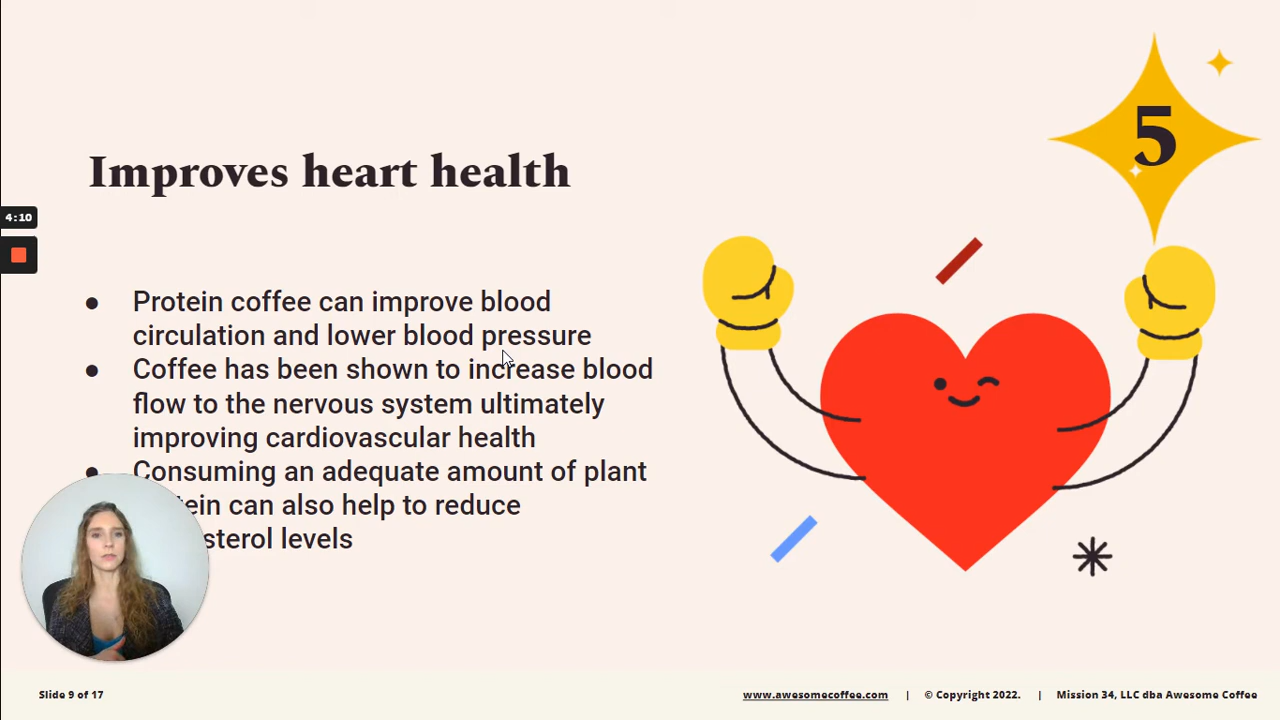 5
Improves heart health
4:10
● Protein coffee can improve blood
circulation and lower blood pressure
● Coffee has been shown to increase blood
flow to the nervous system ultimately
improving cardiovascular health
● Consuming an adequate amount of plant
can also help to reduce
levels
Slide 9 of 17
www.awesomecoffee.com | © Copyright 2022. | Mission 34, LLC dba Awesome Coffee